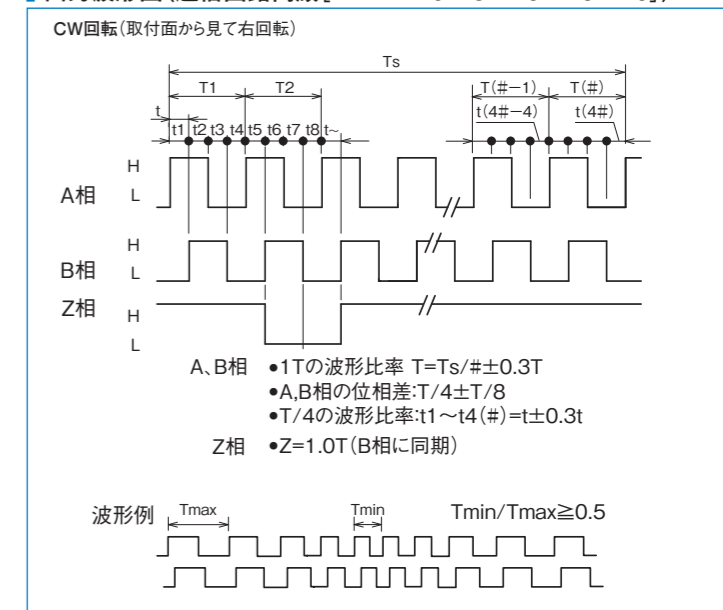 CW回転(取付面から見て右回転)
Ts
T1 T2 T(#−1) T(#)
t t(4#−4) t(4#)
t1 t2 t3 t4 t5 t6 t7 t8 t~
H
A相 L
H
B相 L
Z相 H
L
A、B相 ●1Tの波形比率 T=Ts/#±0.3T
●A,B相の位相差:T/4±T/8
●T/4の波形比率:t1～t4(#)=t±0.3t
Z相 ●Z=1.0T(B相に同期)
波形例 Tmax Tmin Tmin/Tmax≧0.5